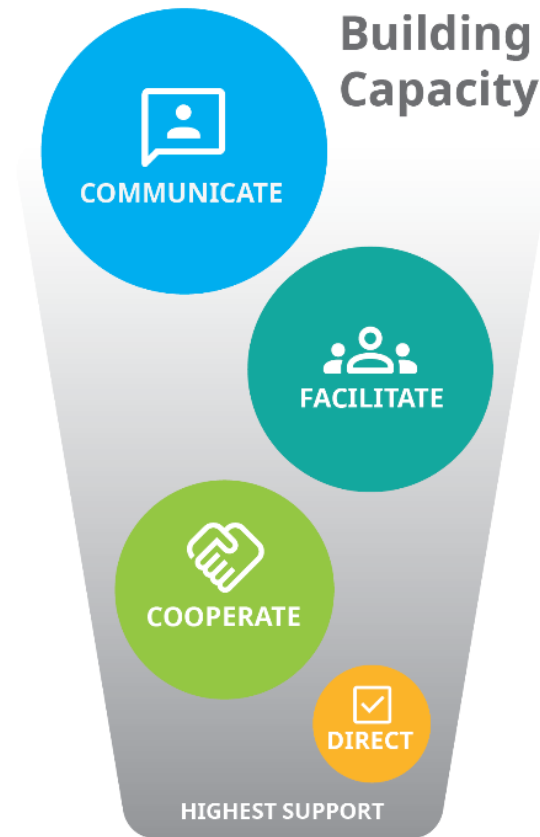 Building
Capacity
COMMUNICATE
FACILITATE
COOPERATE
DIRECT
HIGHEST SUPPORT